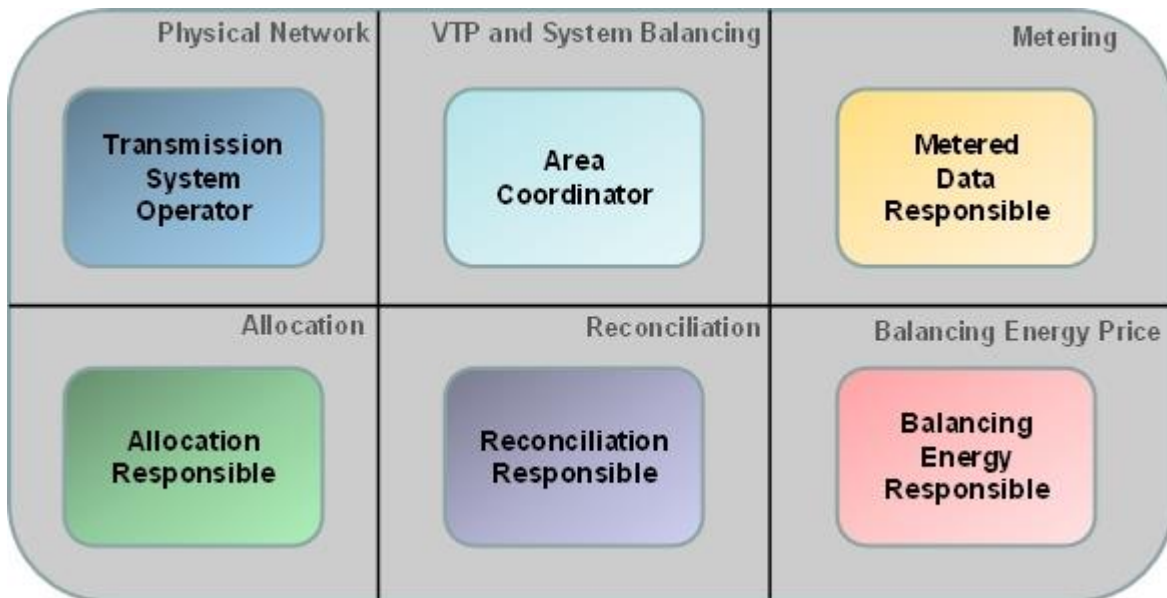 Physical Network
VTP and System Balancing
Metering
Transmission
System
Operator
Area
Coordinator
Metered
Data
Responsible
Allocation
Reconciliation
Balancing Energy Price
Allocation
Responsible
Reconciliation
Responsible
Balancing
Energy
Responsible